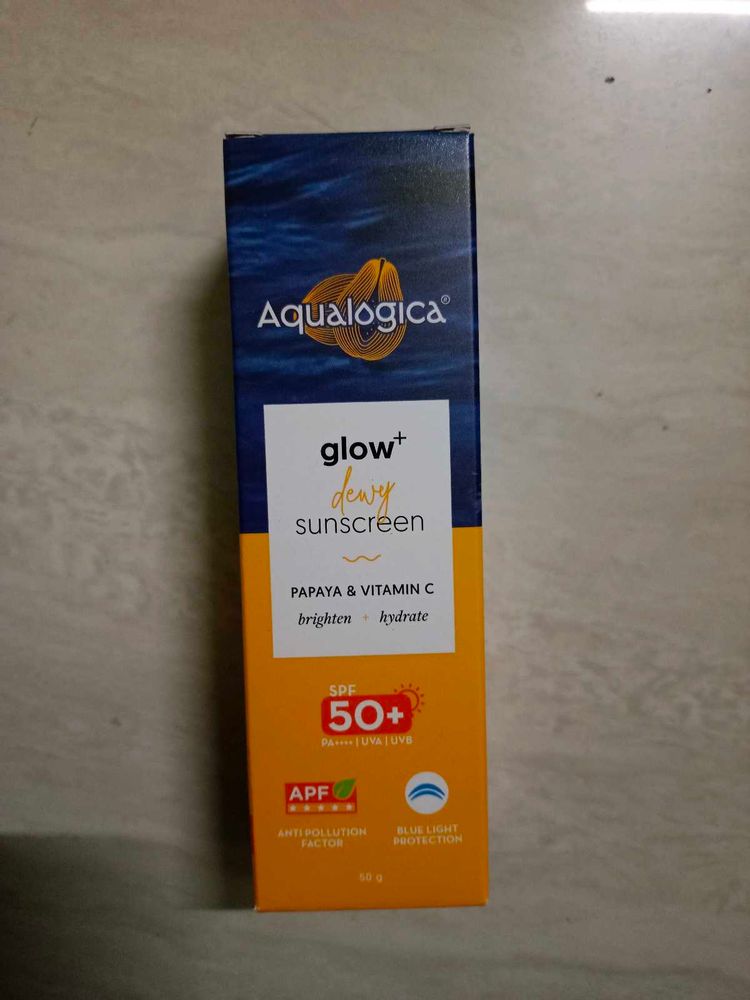 Aqualogica®
glow+
dewy
sunscreen
PAPAYA & VITAMIN C
brighten + hydrate
SPF
50+
PA++++ | UVA | UVB
APF
ANTI POLLUTION
FACTOR
BLUE LIGHT
PROTECTION
50 g